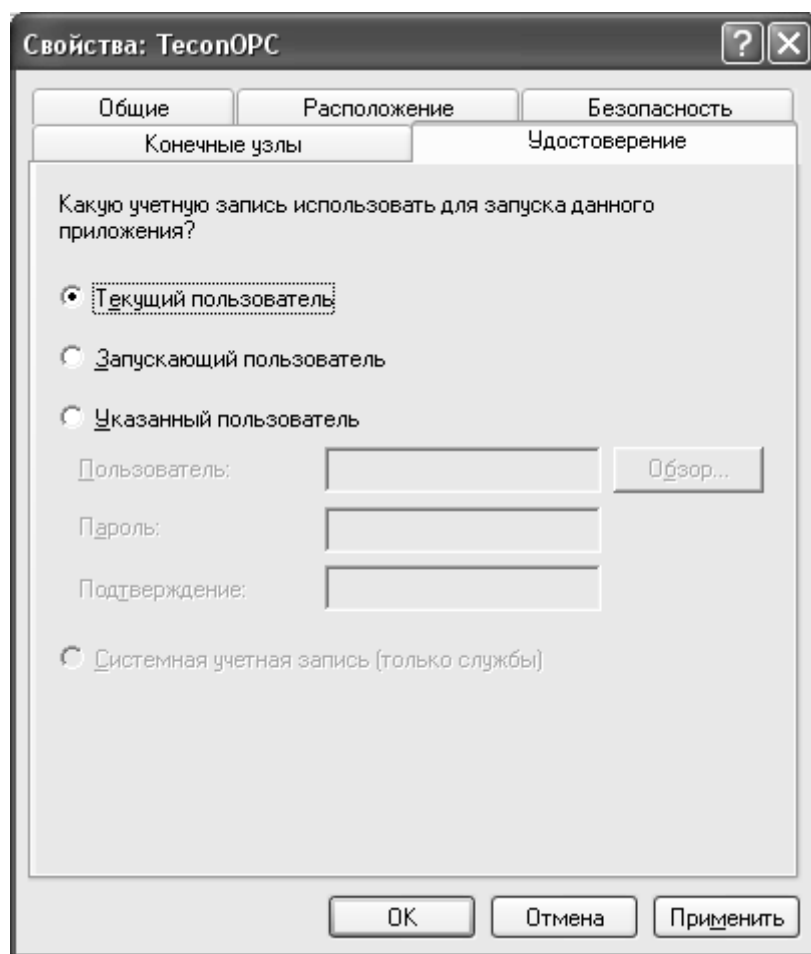 Свойства: TeconOPC
Общие Расположение Безопасность
Конечные узлы Удостоверение
Какую учетную запись использовать для запуска данного
приложения?
Текущий пользователь
Запускающий пользователь
Указанный пользователь
Пользователь: Обзор...
Пароль:
Подтверждение:
Системная учетная запись (только службы)
ОК Отмена Применить